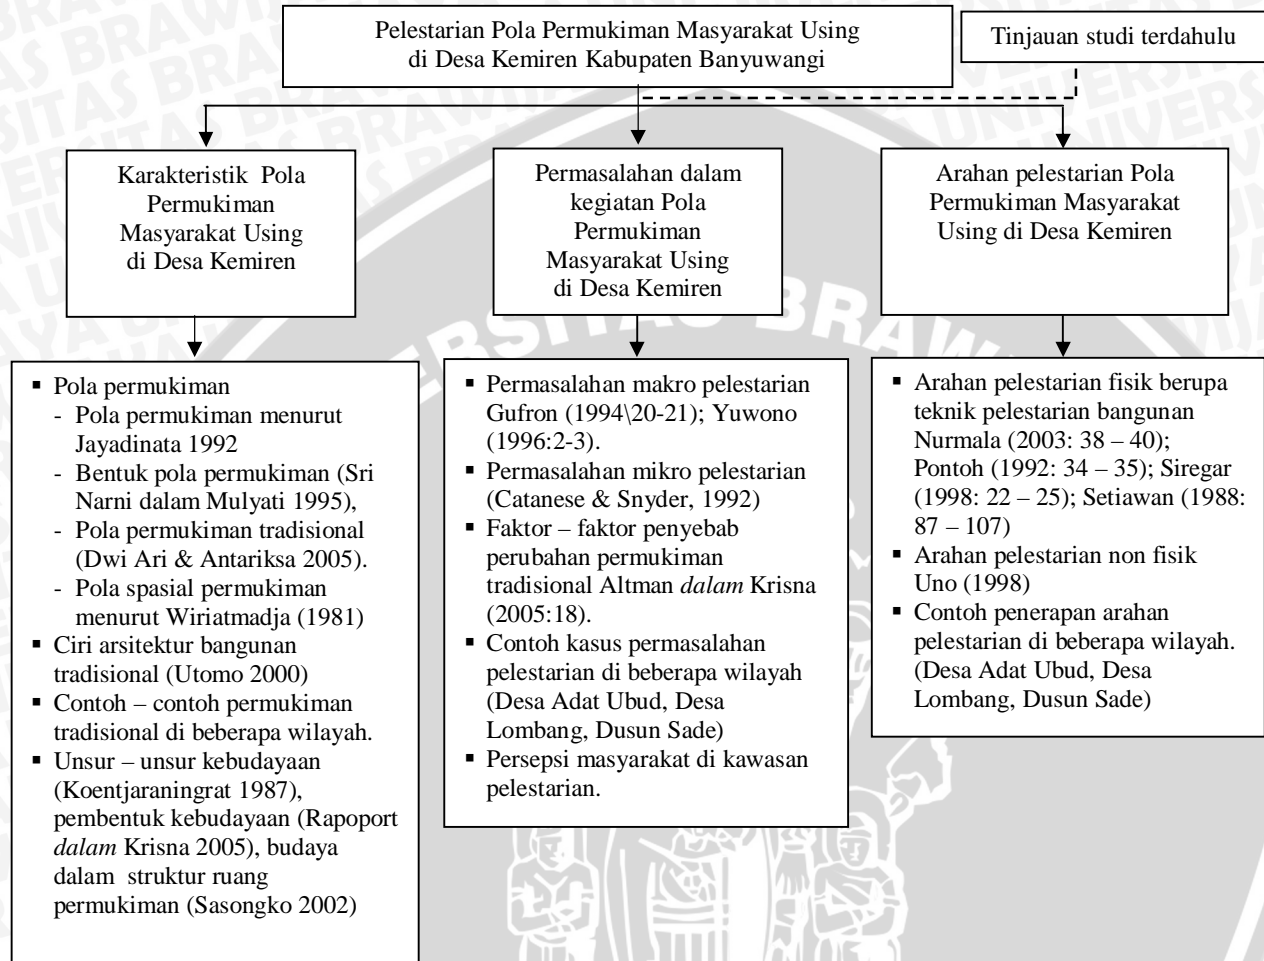 Pelestarian Pola Permukiman Masyarakat Using
di Desa Kemiren Kabupaten Banyuwangi
Tinjauan studi terdahulu
Karakteristik Pola
Permukiman
Masyarakat Using
di Desa Kemiren
Permasalahan dalam
kegiatan Pola
Permukiman
Masyarakat Using
di Desa Kemiren
Arahan pelestarian Pola
Permukiman Masyarakat
Using di Desa Kemiren
▪ Pola permukiman
- Pola permukiman menurut
Jayadinata 1992
- Bentuk pola permukiman (Sri
Narni dalam Mulyati 1995),
- Pola permukiman tradisional
(Dwi Ari & Antariksa 2005).
- Pola spasial permukiman
menurut Wiriatmadja (1981)
▪ Ciri arsitektur bangunan
tradisional (Utomo 2000)
▪ Contoh – contoh permukiman
tradisional di beberapa wilayah.
▪ Unsur – unsur kebudayaan
(Koentjaraningrat 1987),
pembentuk kebudayaan (Rapoport
dalam Krisna 2005), budaya
dalam struktur ruang
permukiman (Sasongko 2002)
▪ Permasalahan makro pelestarian
Gufron (1994\20-21); Yuwono
(1996:2-3).
▪ Permasalahan mikro pelestarian
(Catanese & Snyder, 1992)
▪ Faktor – faktor penyebab
perubahan permukiman
tradisional Altman dalam Krisna
(2005:18).
▪ Contoh kasus permasalahan
pelestarian di beberapa wilayah
(Desa Adat Ubud, Desa
Lombang, Dusun Sade)
▪ Persepsi masyarakat di kawasan
pelestarian.
▪ Arahan pelestarian fisik berupa
teknik pelestarian bangunan
Nurmala (2003: 38 – 40);
Pontoh (1992: 34 – 35); Siregar
(1998: 22 – 25); Setiawan (1988:
87 – 107)
▪ Arahan pelestarian non fisik
Uno (1998)
▪ Contoh penerapan arahan
pelestarian di beberapa wilayah.
(Desa Adat Ubud, Desa
Lombang, Dusun Sade)